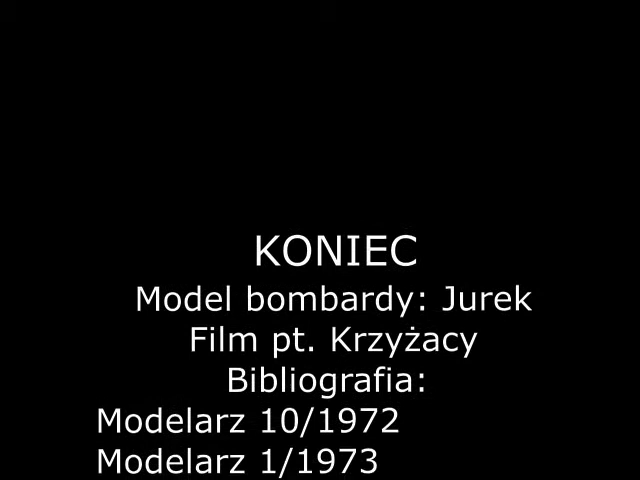 KONIEC
Model bombardy: Jurek
Film pt. Krzyżacy
Bibliografia:
Modelarz 10/1972
Modelarz 1/1973